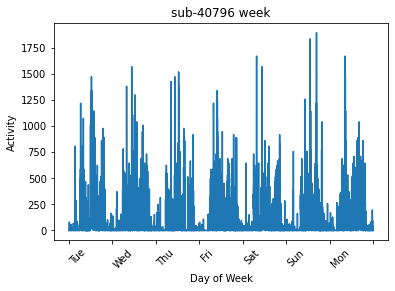 sub-40796 week
1750
1500
1250
1000
750
500
250
0
Activity
Tue
Wed
Thu
Fri
Sat
Sun
Mon
Day of Week